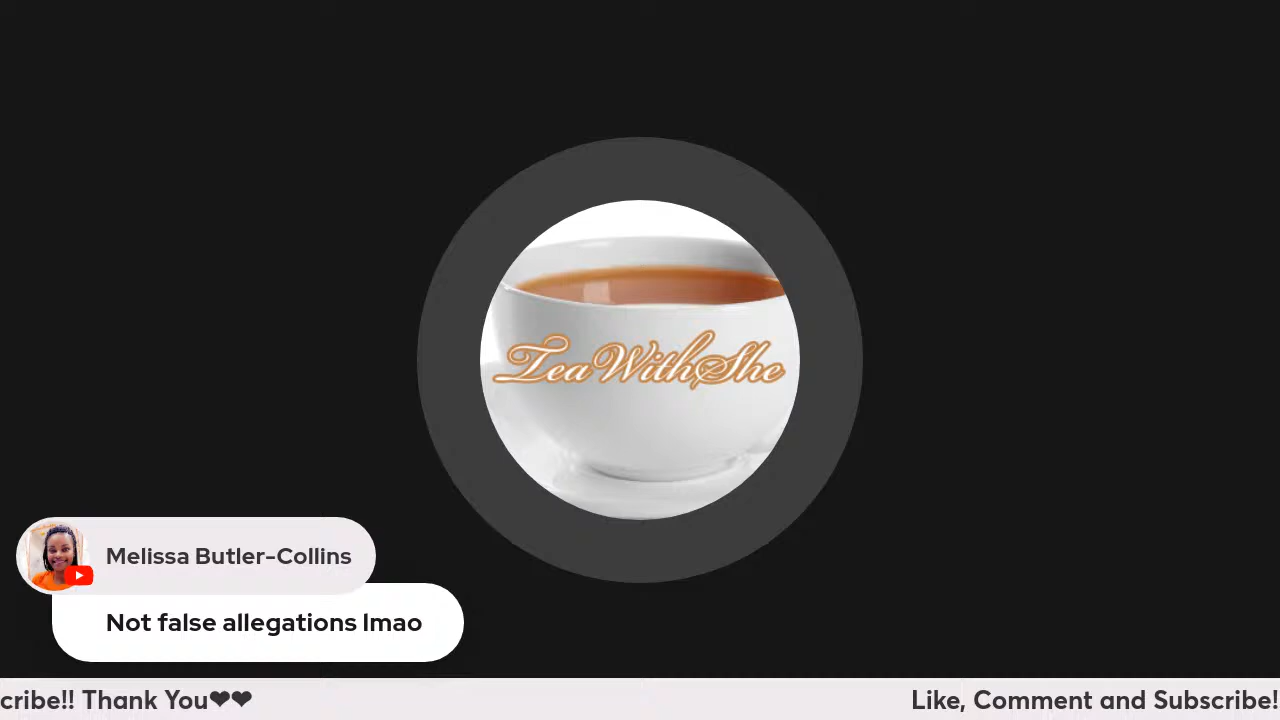 TeaWithShe
Melissa Butler-Collins
Not false allegations lmao
cribe!! Thank You❤❤
Like, Comment and Subscribe!